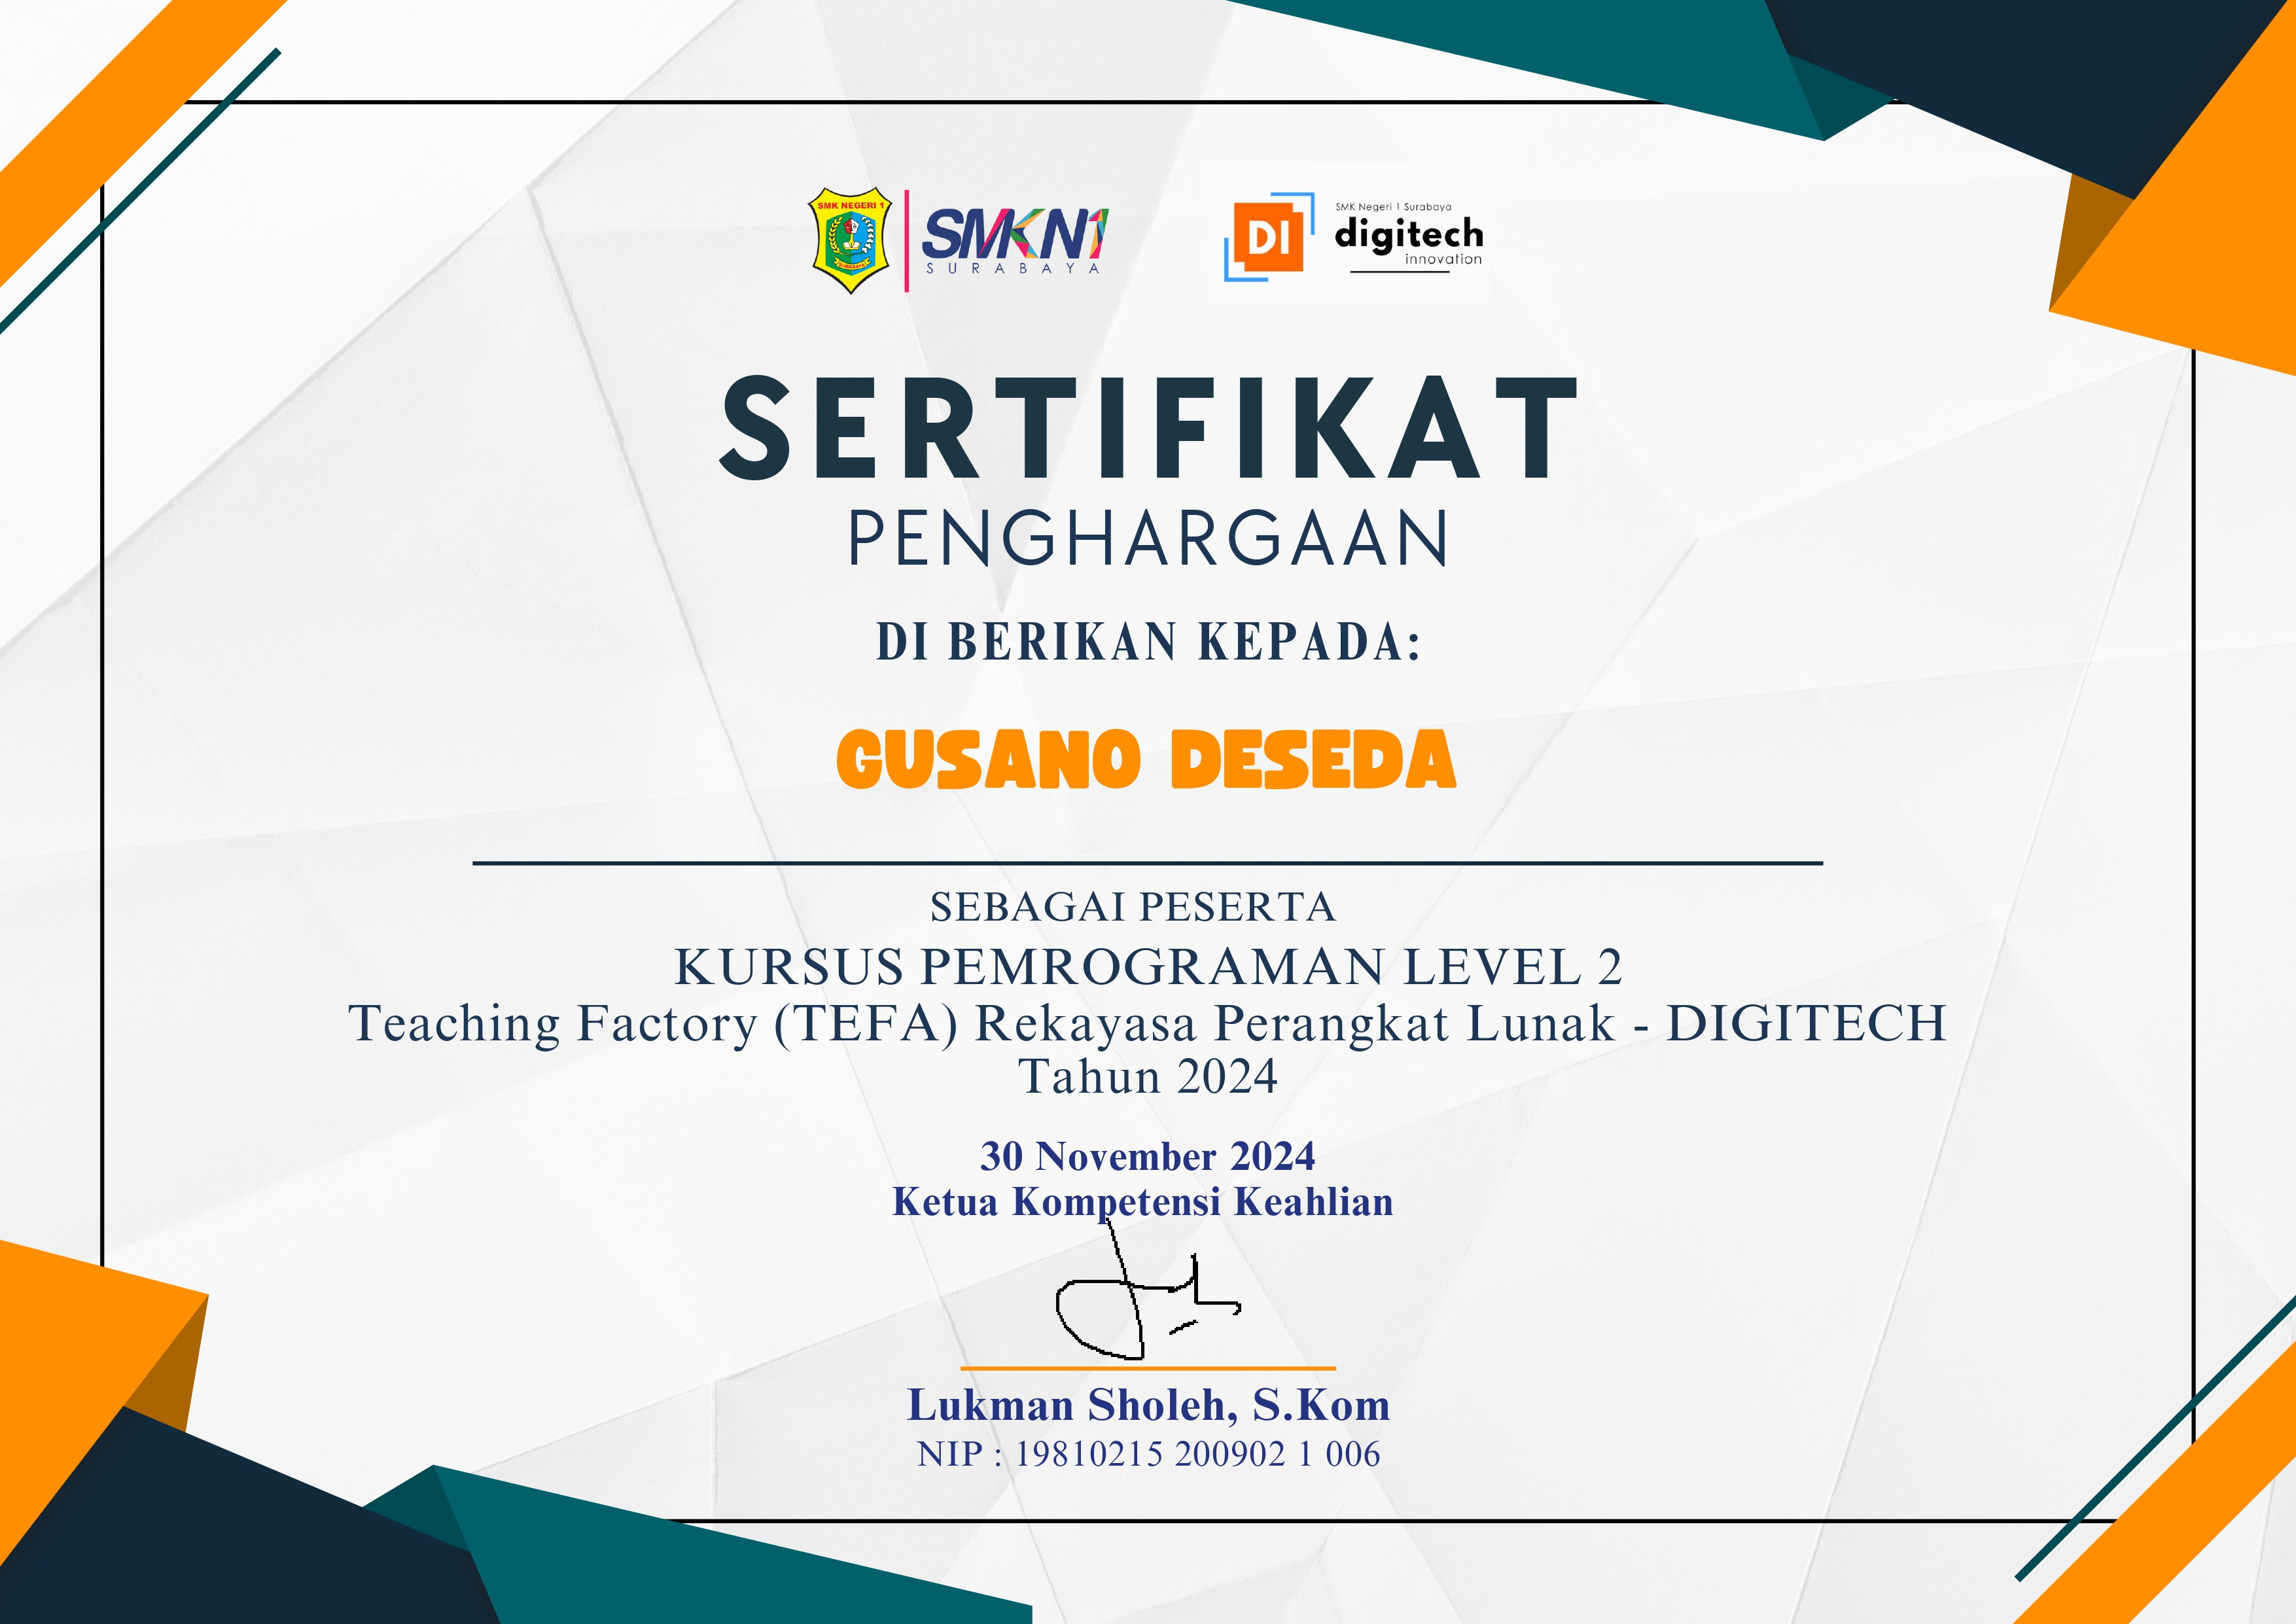 SMK NEGERI 1
SURABAYA
SMKN1
SURABAYA
DI
SMK Negeri 1 Surabaya
digitech
innovation
SERTIFIKAT
PENGHARGAAN
DI BERIKAN KEPADA:
GUSANO DESEDA
SEBAGAI PESERTA
KURSUS PEMROGRAMAN LEVEL 2
Teaching Factory (TEFA) Rekayasa Perangkat Lunak - DIGITECH
Tahun 2024
30 November 2024
Ketua Kompetensi Keahlian
Lukman Sholeh, S.Kom
NIP : 19810215 200902 1 006